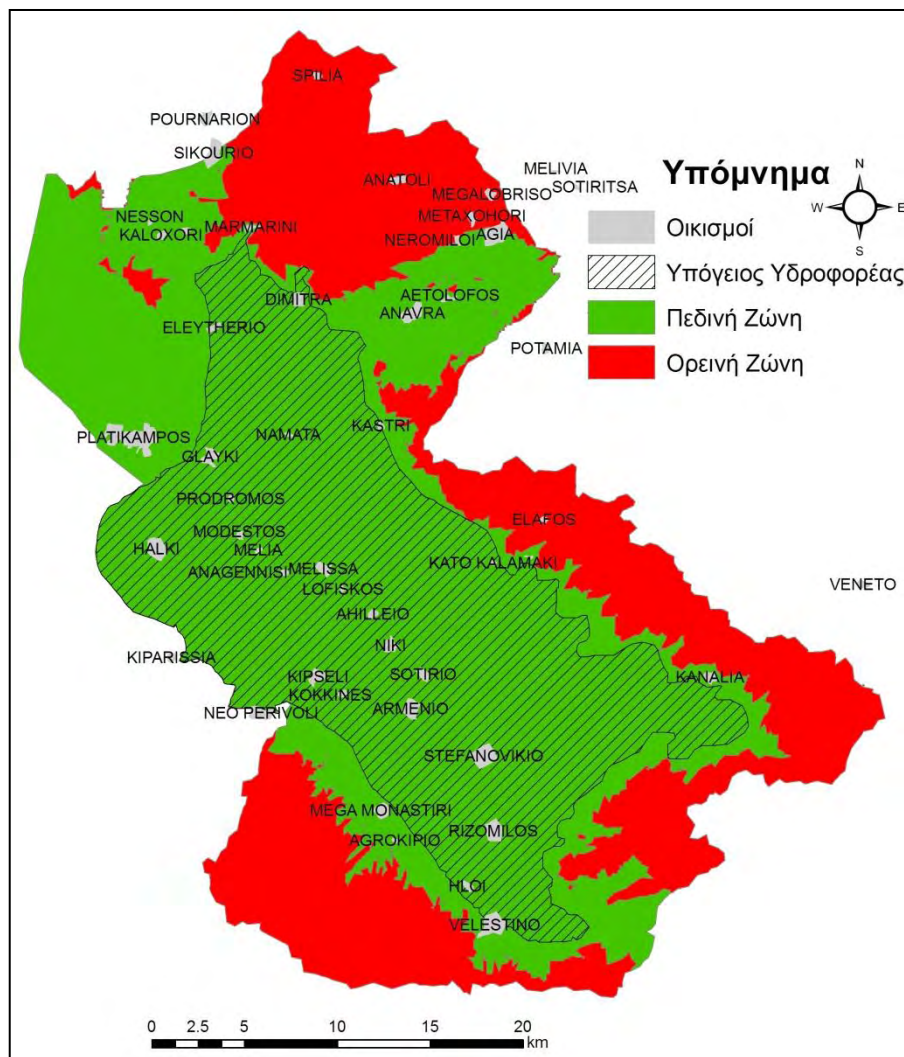 SPILIA
POURNARION
SIKOURIO
MELIVIA
SOTIRITSA
ANATOLI
MEGALOBRISO
METAXOHORI
NESSON
KALOXORI
MARMARINI
NEROMILOI
AGIA
DIMITRA
AETOLOFOS
ANAVRA
ELEYTHERIO
POTAMIA
PLATIKAMPOS
NAMATA
KASTRI
GLAYKI
PRODROMOS
ELAFOS
MODESTOS
HALKI
MELIA
ANAGENNISI
MELISSA
KATO KALAMAKI
LOFISKOS
VENETO
AHILLEIO
NIKI
KIPARISSIA
KIPSELI
SOTIRIO
KANALIA
KOKKINES
NEO PERIVOLI
ARMENIO
STEFANOVIKIO
MEGA MONASTIRI
RIZOMILOS
AGROKIPIO
HLOI
VELESTINO
Υπόμνημα
Οικισμοί
Υπόγειος Υδροφορέας
Πεδινή Ζώνη
Ορεινή Ζώνη
N
W E
S
0 2.5 5 10 15 20
km